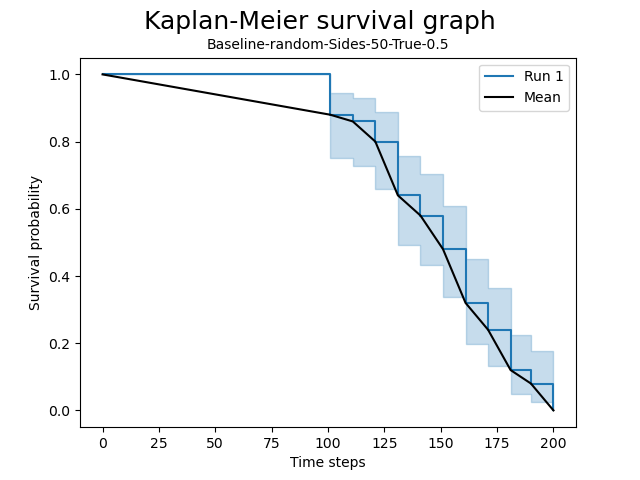 Kaplan-Meier survival graph
Baseline-random-Sides-50-True-0.5
Run 1
Mean
Survival probability
1.0
0.8
0.6
0.4
0.2
0.0
0 25 50 75 100 125 150 175 200
Time steps